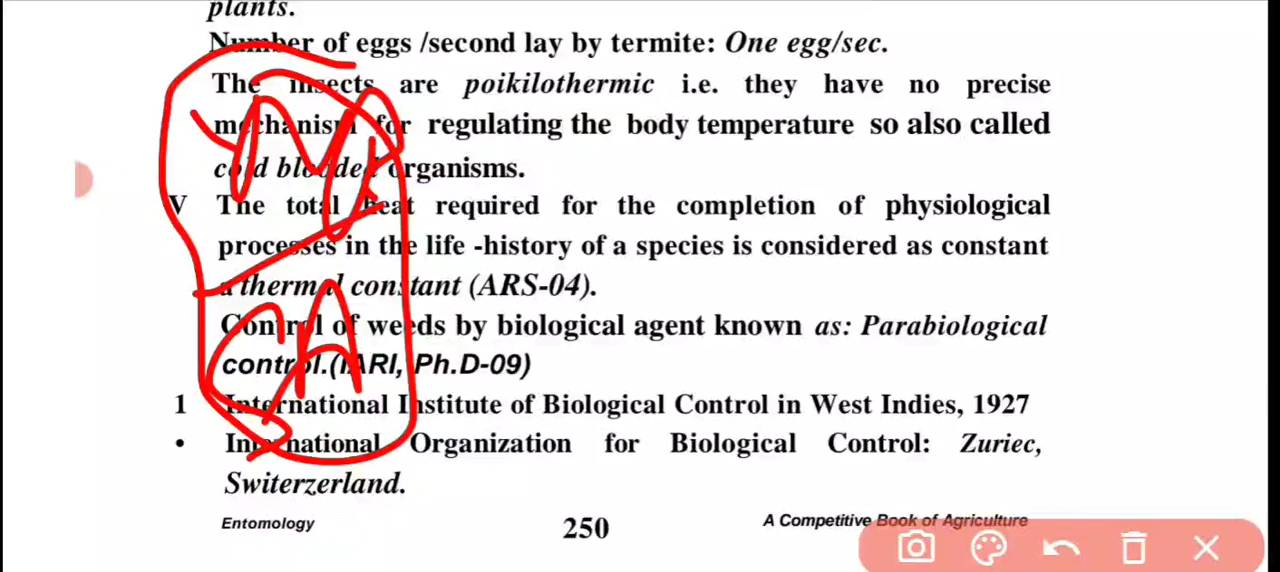 plants.
Number of eggs /second lay by termite: One egg/sec.
The insects are poikilothermic i.e. they have no precise
mechanism for regulating the body temperature so also called
cold blooded organisms.
V The total heat required for the completion of physiological
processes in the life -history of a species is considered as constant
a thermal constant (ARS-04).
Control of weeds by biological agent known as: Parabiological
control.(IARI, Ph.D-09)
1 International Institute of Biological Control in West Indies, 1927
• International Organization for Biological Control: Zuriec,
Switerzerland.
Entomology 250 A Competitive Book of Agriculture